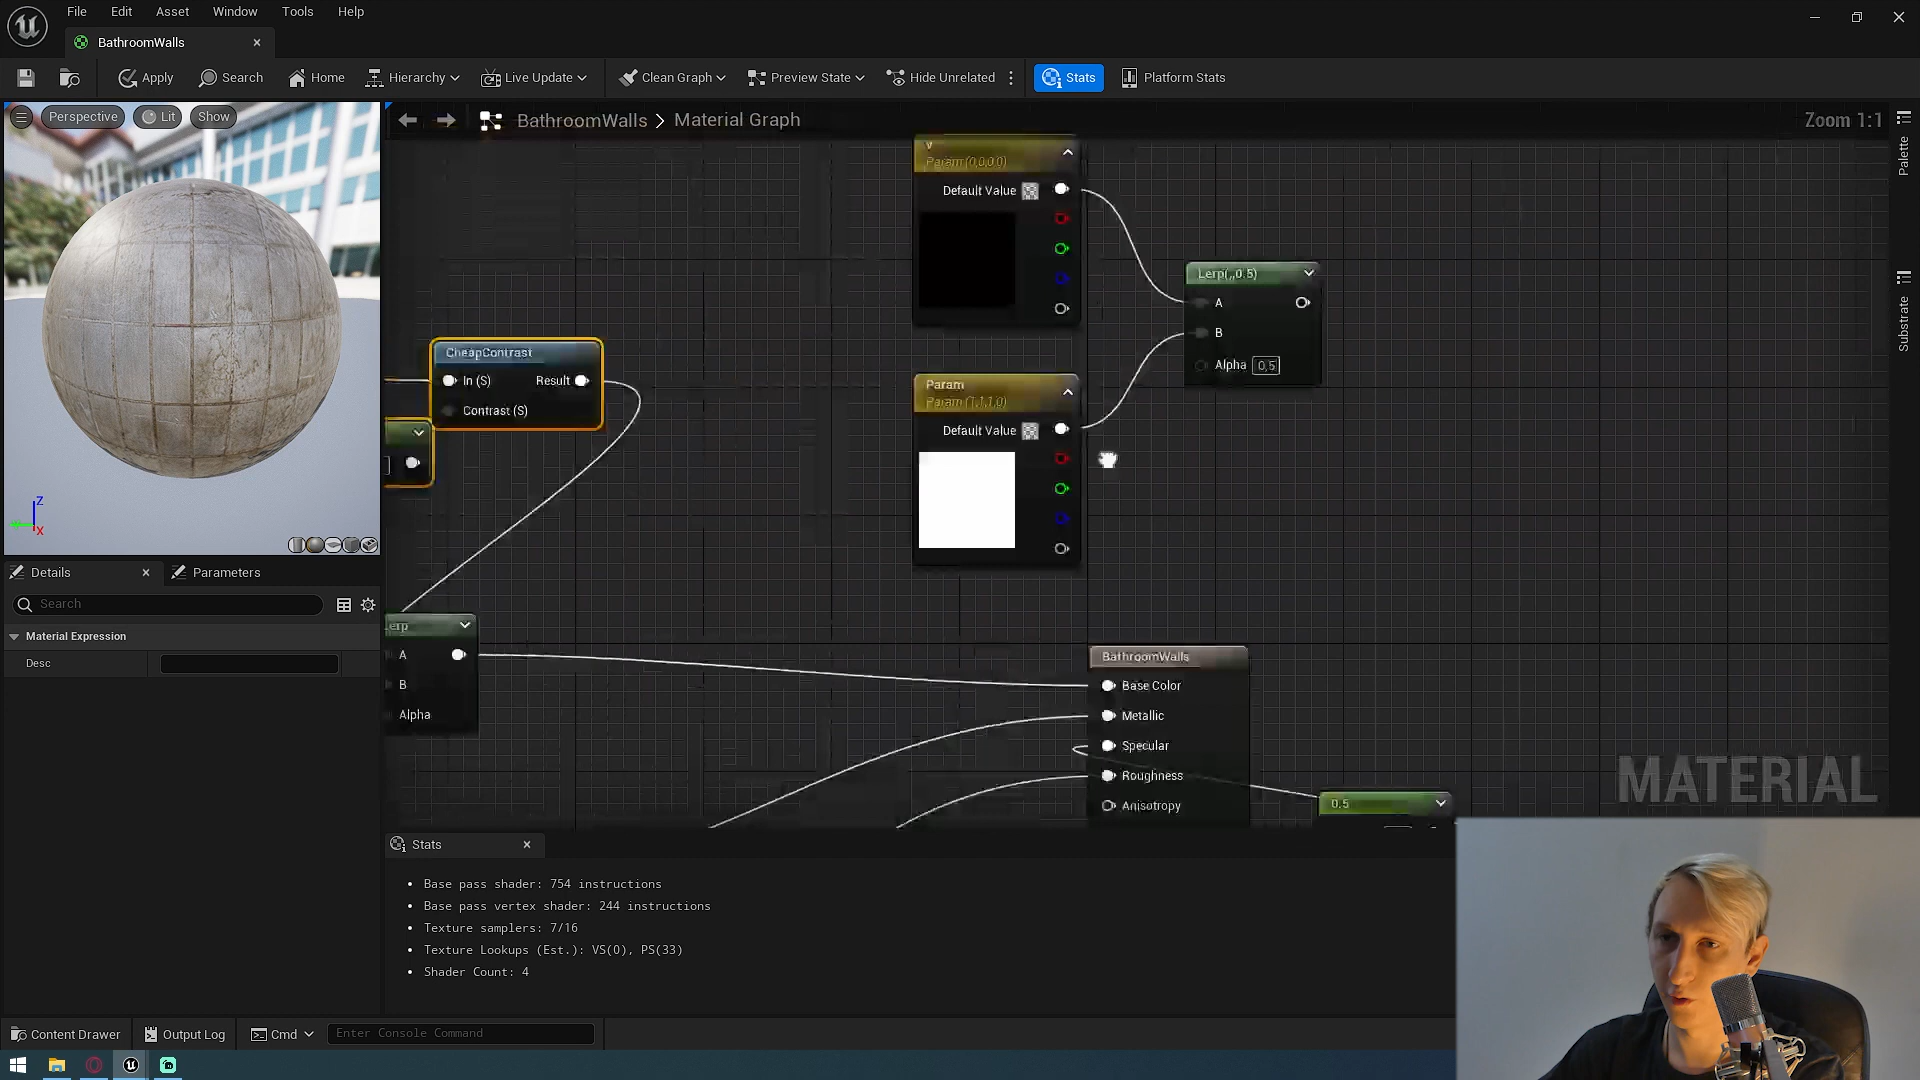 File Edit Asset Window Tools Help
BathroomWalls
Apply Search Home Hierarchy Live Update Clean Graph Preview State Hide Unrelated Stats Platform Stats
Perspective Lit Show
BathroomWalls > Material Graph
Zoom 1:1
Palette
Substrate
Param (0,0,0,0)
Default Value
Lerp(,,0.5)
A
B
Alpha 0,5
CheapContrast
In (S) Result
Contrast (S)
Param
Param (1,1,1,0)
Default Value
Z
X
Details Parameters
Search
Material Expression
Desc
A
B
Alpha
BathroomWalls
Base Color
Metallic
Specular
Roughness
Anisotropy
0.5
MATERIAL
Stats
Base pass shader: 754 instructions
Base pass vertex shader: 244 instructions
Texture samplers: 7/16
Texture Lookups (Est.): VS(0), PS(33)
Shader Count: 4
Content Drawer Output Log Cmd Enter Console Command